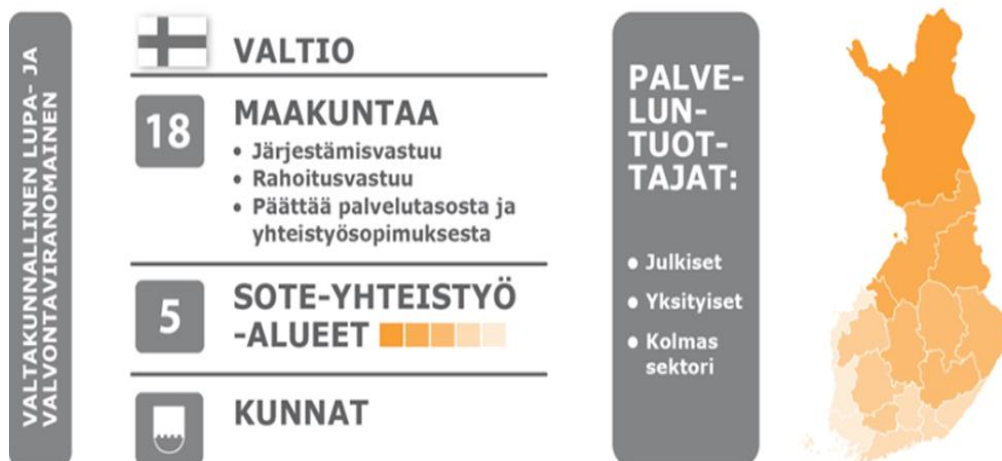 VALTAKUNNALLINEN LUPA- JA
VALVONTAVIRANOMAINEN
VALTIO
18
MAAKUNTAA
• Järjestämisvastuu
• Rahoitusvastuu
• Päättää palvelutasosta ja
yhteistyösopimuksesta
5
SOTE-YHTEISTYÖ
-ALUEET
KUNNAT
PALVE-
LUN-
TUOT-
TAJAT:
• Julkiset
• Yksityiset
• Kolmas
sektori